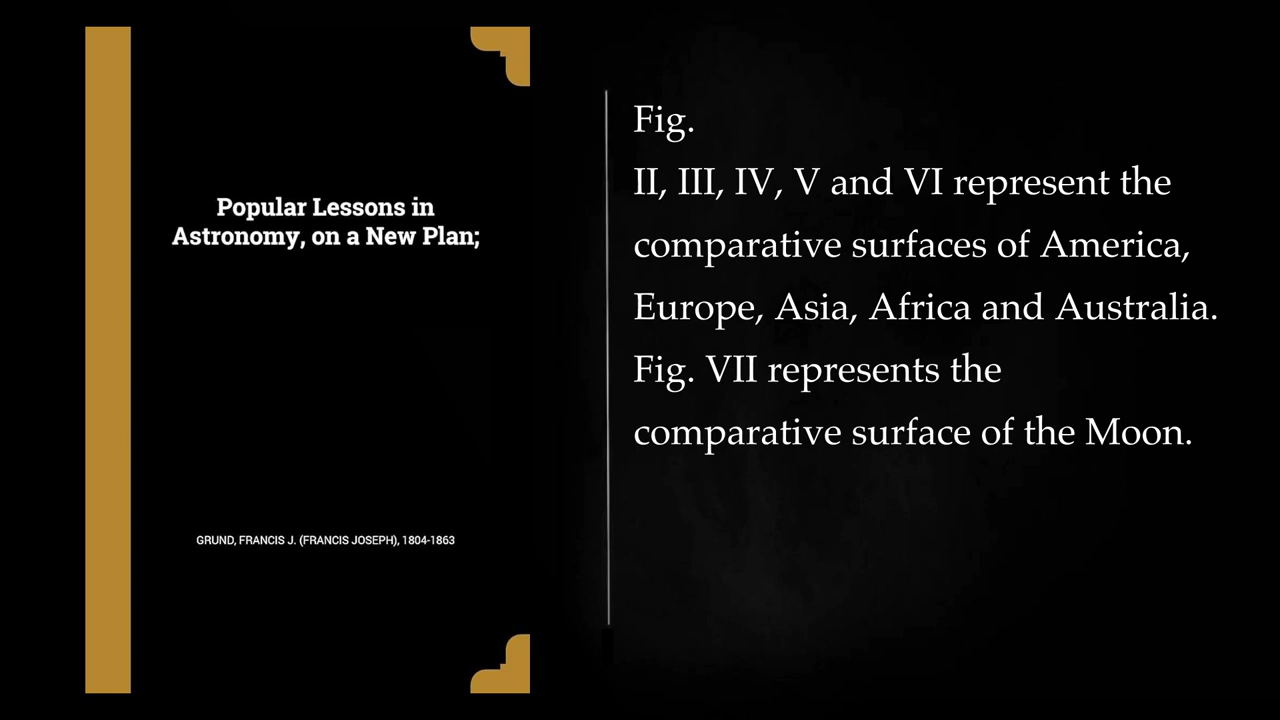 Popular Lessons in
Astronomy, on a New Plan;
GRUND, FRANCIS J. (FRANCIS JOSEPH), 1804-1863
Fig.
II, III, IV, V and VI represent the
comparative surfaces of America,
Europe, Asia, Africa and Australia.
Fig. VII represents the
comparative surface of the Moon.